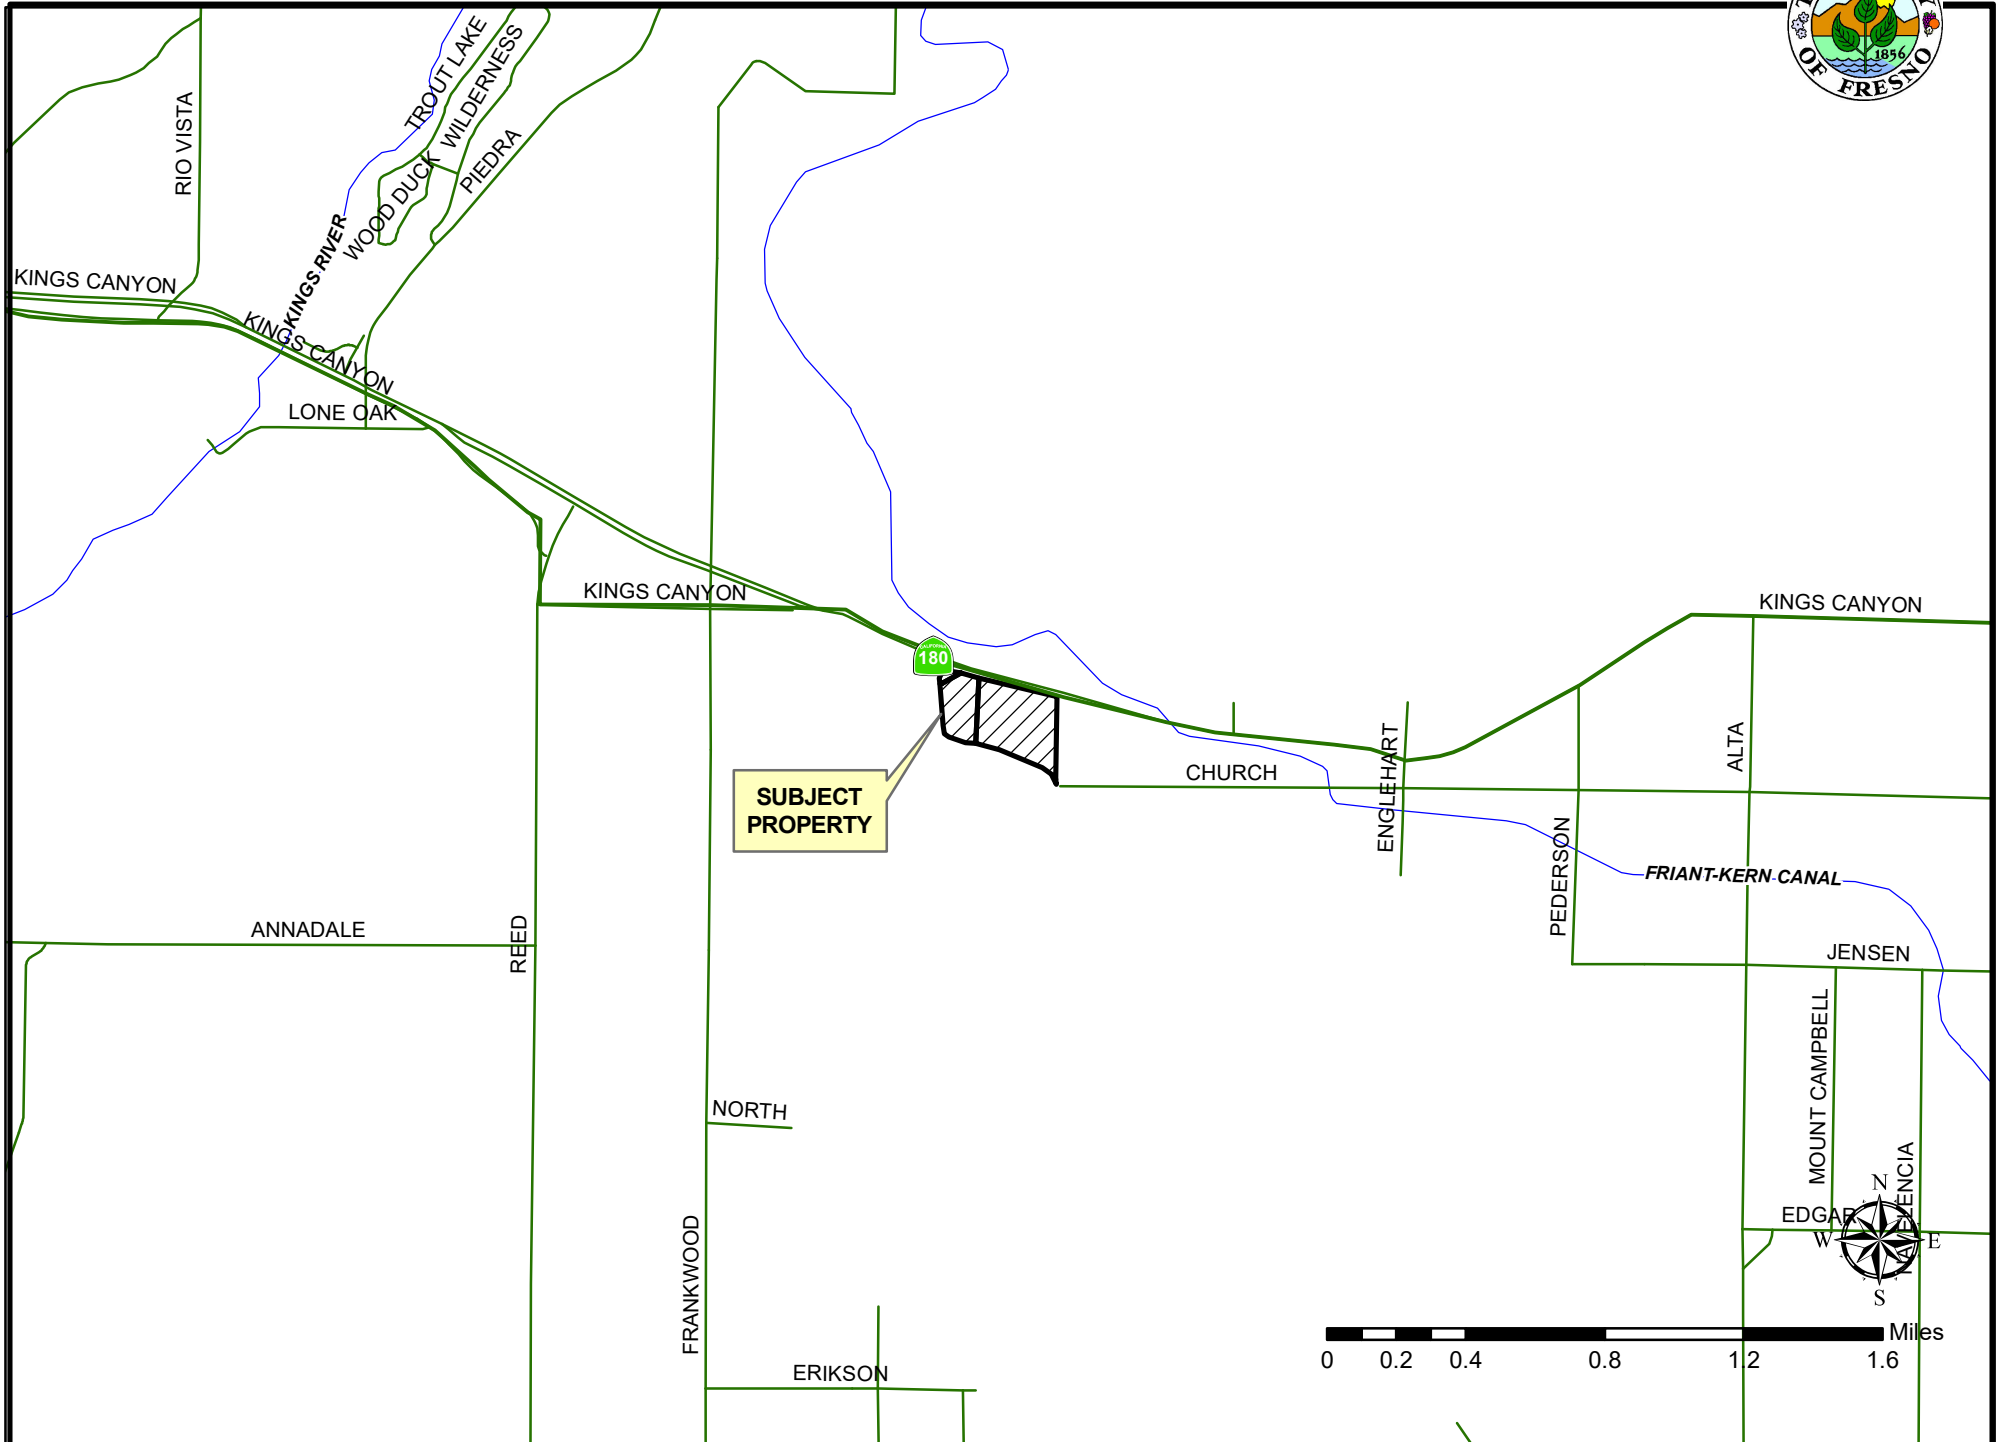 1856
OF FRESNO
TROUT LAKE
WILDERNESS
RIO VISTA
PIEDRA
WOOD DUCK
KINGS RIVER
KINGS CANYON
KINGS CANYON
LONE OAK
KINGS CANYON
KINGS CANYON
CALIFORNIA
180
ENGLEHART
ALTA
CHURCH
SUBJECT
PROPERTY
PEDERSON
FRIANT-KERN CANAL
ANNADALE
REED
JENSEN
MOUNT CAMPBELL
NORTH
N
EDGAR
W
E
S
FRANKWOOD
Miles
0
0.2
0.4
0.8
1.2
1.6
ERIKSON